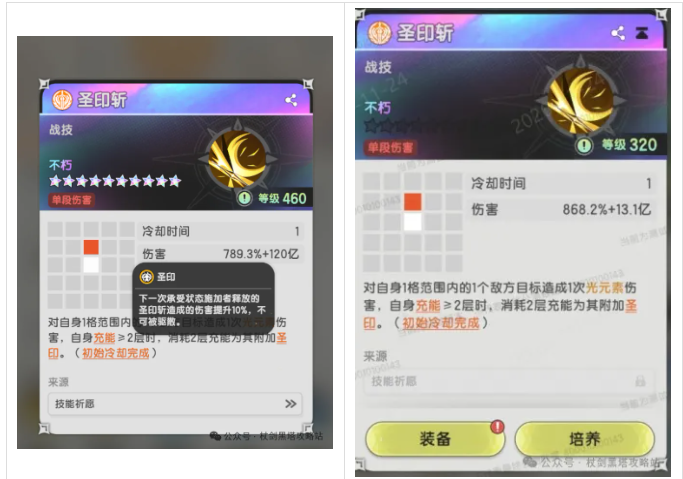 圣印斩
战技
不朽
单段伤害
等级 460
冷却时间 1
伤害 789.3%+120亿
圣印
下一次承受状态施加者释放的
圣印斩造成的伤害提升10%，不
可被驱散。
对自身1格范围内
目标造成1次光元素伤
害，自身充能≥2层时，消耗2层充能为其附加圣
印。（初始冷却完成）
来源
技能祈愿
公众号 · 杖剑黑塔攻略站
圣印斩
战技
不朽
单段伤害
等级 320
冷却时间 1
伤害 868.2%+13.1亿
对自身1格范围内的1个敌方目标造成1次光元素伤
害，自身充能≥2层时，消耗2层充能为其附加圣
印。（初始冷却完成）
来源
技能祈愿
装备
培养
公众号 · 杖剑黑塔攻略站